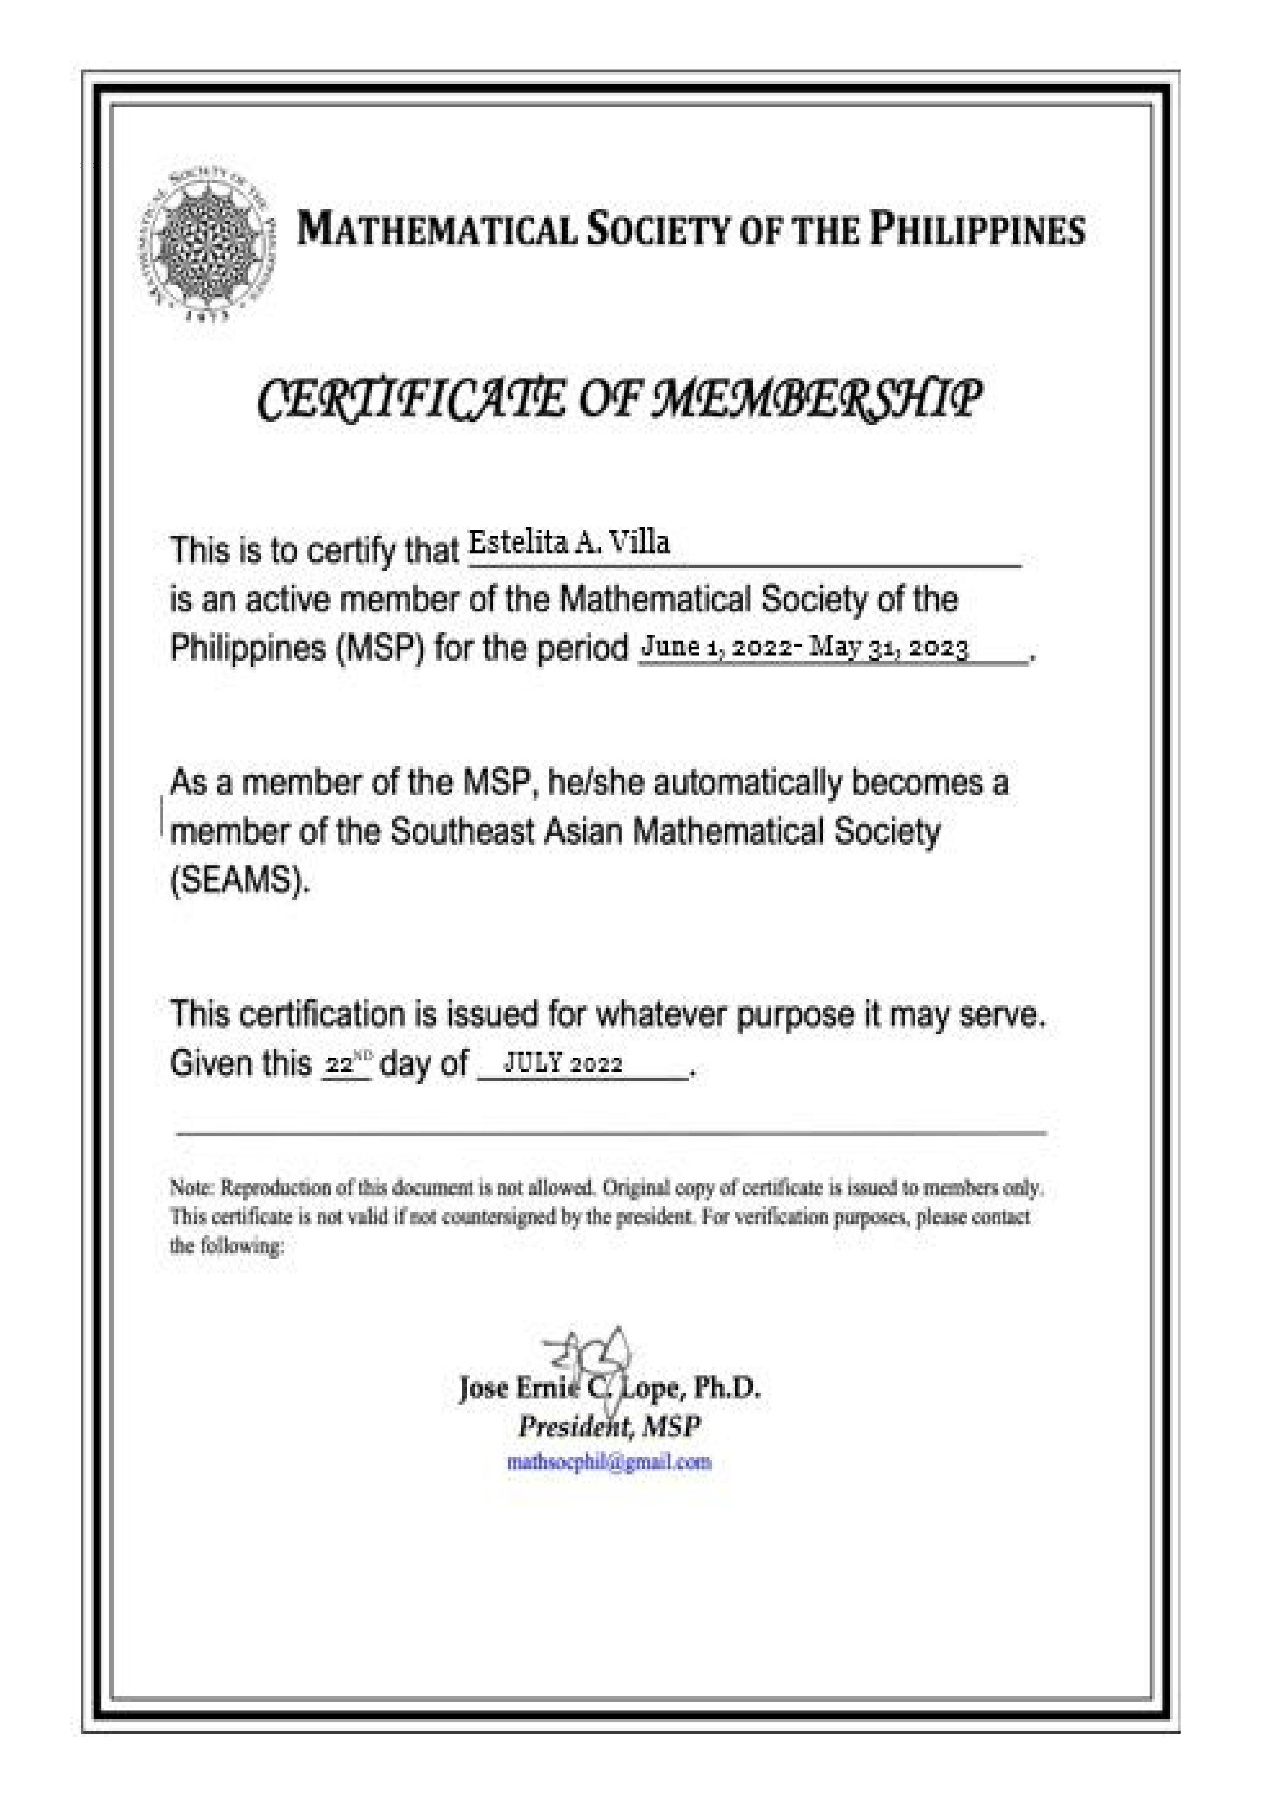 MATHEMATICAL SOCIETY OF THE PHILIPPINES • 1973 •
MATHEMATICAL SOCIETY OF THE PHILIPPINES
CERTIFICATE OF MEMBERSHIP
This is to certify that Estelita A. Villa
is an active member of the Mathematical Society of the
Philippines (MSP) for the period June 1, 2022- May 31, 2023.
As a member of the MSP, he/she automatically becomes a
member of the Southeast Asian Mathematical Society
(SEAMS).
This certification is issued for whatever purpose it may serve.
Given this 22ND day of JULY 2022.
Note: Reproduction of this document is not allowed. Original copy of certificate is issued to members only.
This certificate is not valid if not countersigned by the president. For verification purposes, please contact
the following:
Jose Ernie C. Lope, Ph.D.
President, MSP
mathsocphil@gmail.com